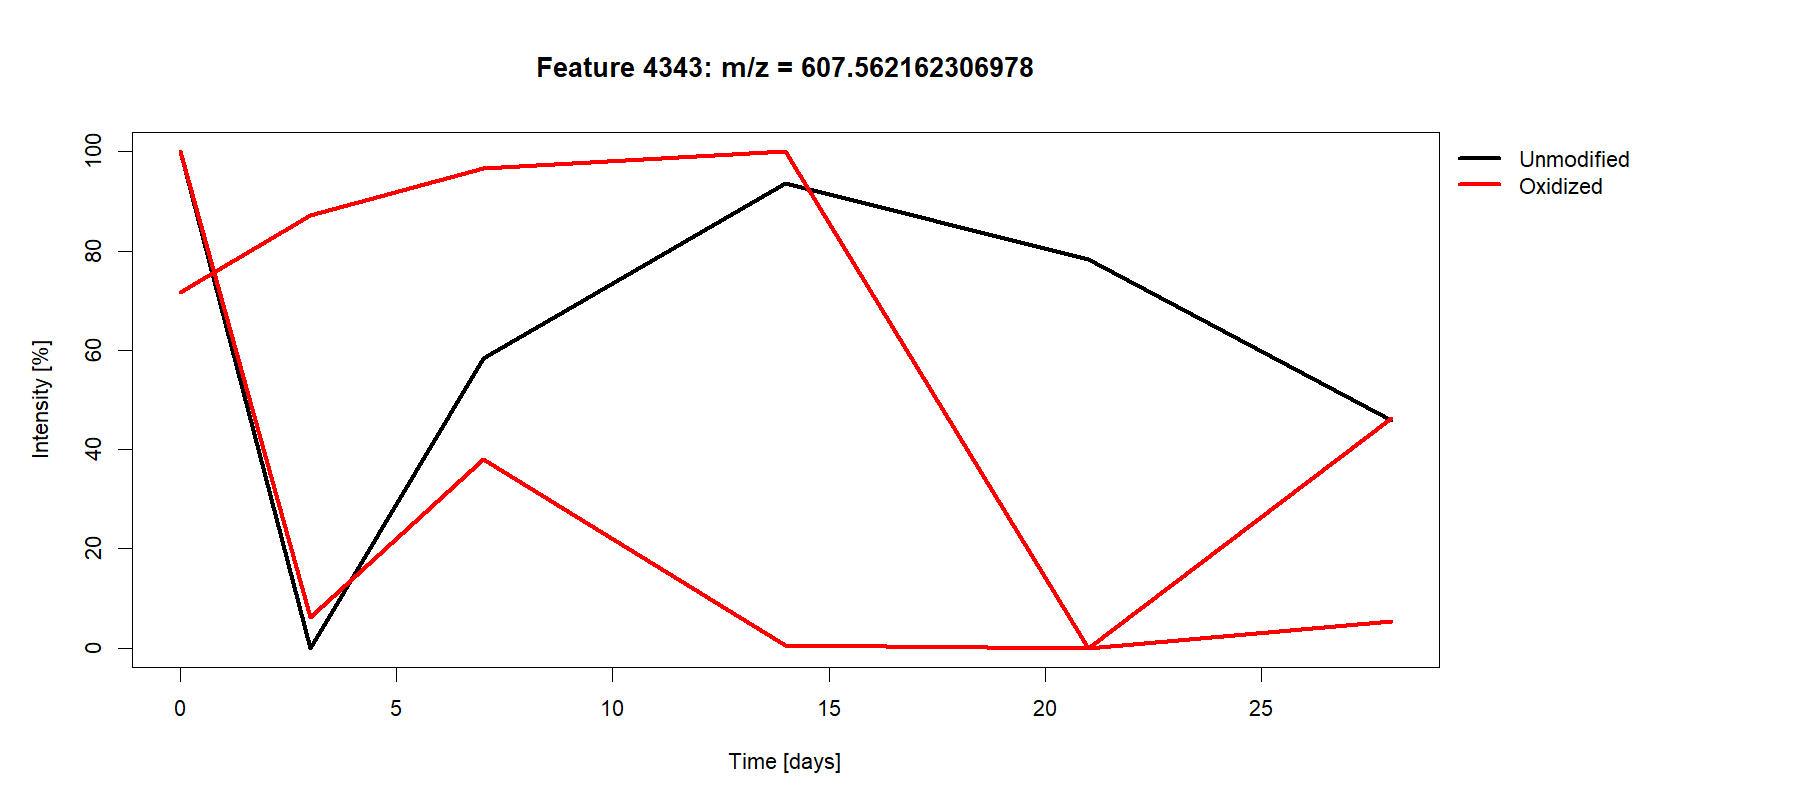 Feature 4343: m/z = 607.562162306978
Unmodified
Oxidized
Intensity [%]
100
80
60
40
20
0
0 5 10 15 20 25
Time [days]